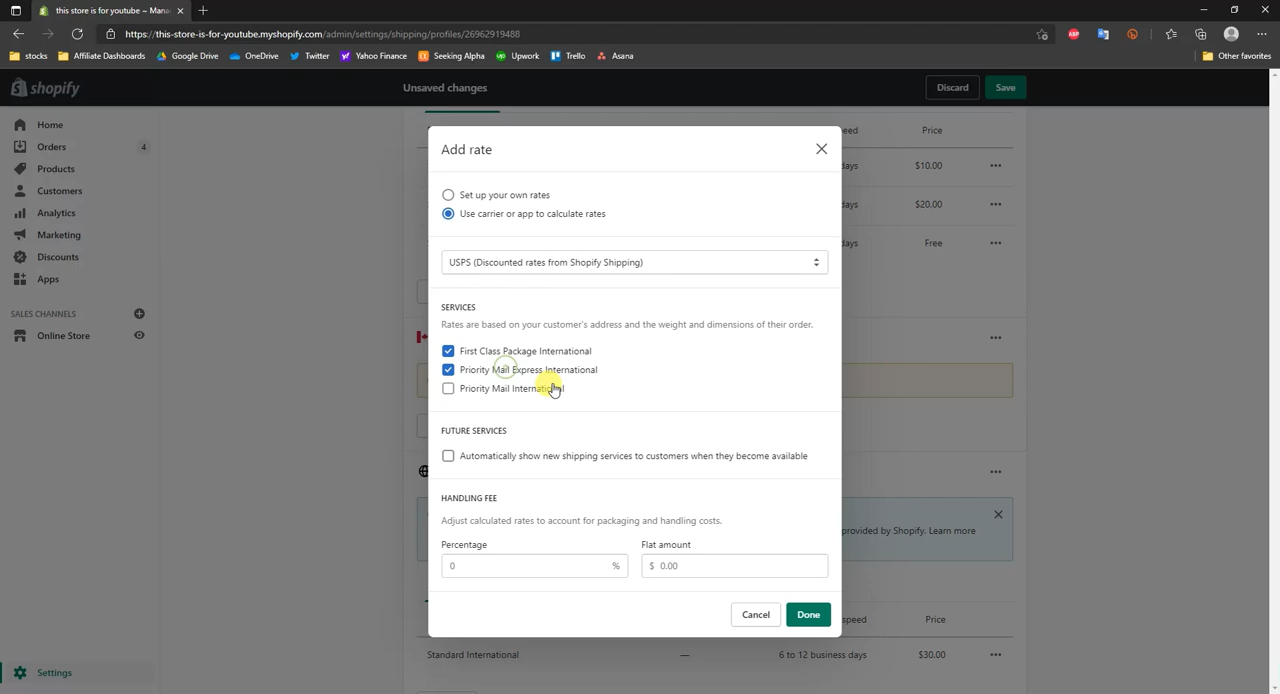 this store is for youtube ~ Mana
https://this-store-is-for-youtube.myshopify.com/admin/settings/shipping/profiles/26962919488
ABP
stocks
Affiliate Dashboards
Google Drive
OneDrive
Twitter
Yahoo Finance
Seeking Alpha
Upwork
Trello
Asana
Other favorites
shopify
Unsaved changes
Discard
Save
Home
Orders
4
Products
Customers
Analytics
Marketing
Discounts
Apps
SALES CHANNELS
Online Store
Settings
Add rate
Set up your own rates
Use carrier or app to calculate rates
USPS (Discounted rates from Shopify Shipping)
SERVICES
Rates are based on your customer's address and the weight and dimensions of their order.
First Class Package International
Priority Mail Express International
Priority Mail International
FUTURE SERVICES
Automatically show new shipping services to customers when they become available
HANDLING FEE
Adjust calculated rates to account for packaging and handling costs.
Percentage
Flat amount
0 %
$ 0.00
Cancel
Done
eed
Price
days
$10.00
days
$20.00
days
Free
provided by Shopify. Learn more
speed
Price
Standard International
—
6 to 12 business days
$30.00